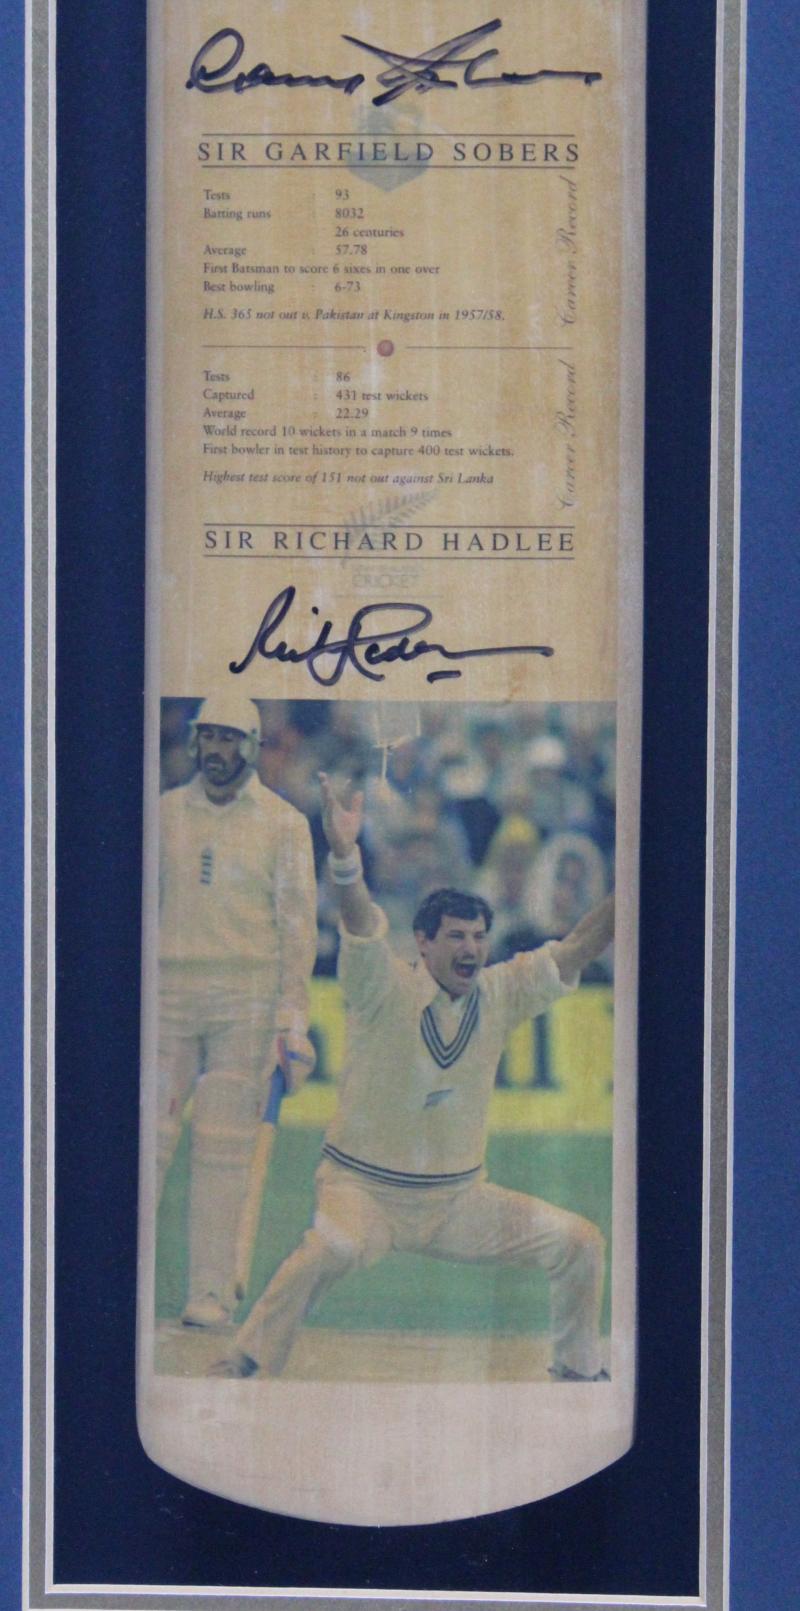 SIR GARFIELD SOBERS
Tests : 93
Batting runs : 8032
26 centuries
Average : 57.78
First Batsman to score 6 sixes in one over
Best bowling : 6-73
H.S. 365 not out v. Pakistan at Kingston in 1957/58.
Career Record
Tests : 86
Captured : 431 test wickets
Average : 22.29
World record 10 wickets in a match 9 times
First bowler in test history to capture 400 test wickets.
Highest test score of 151 not out against Sri Lanka
Career Record
SIR RICHARD HADLEE
CRICKET